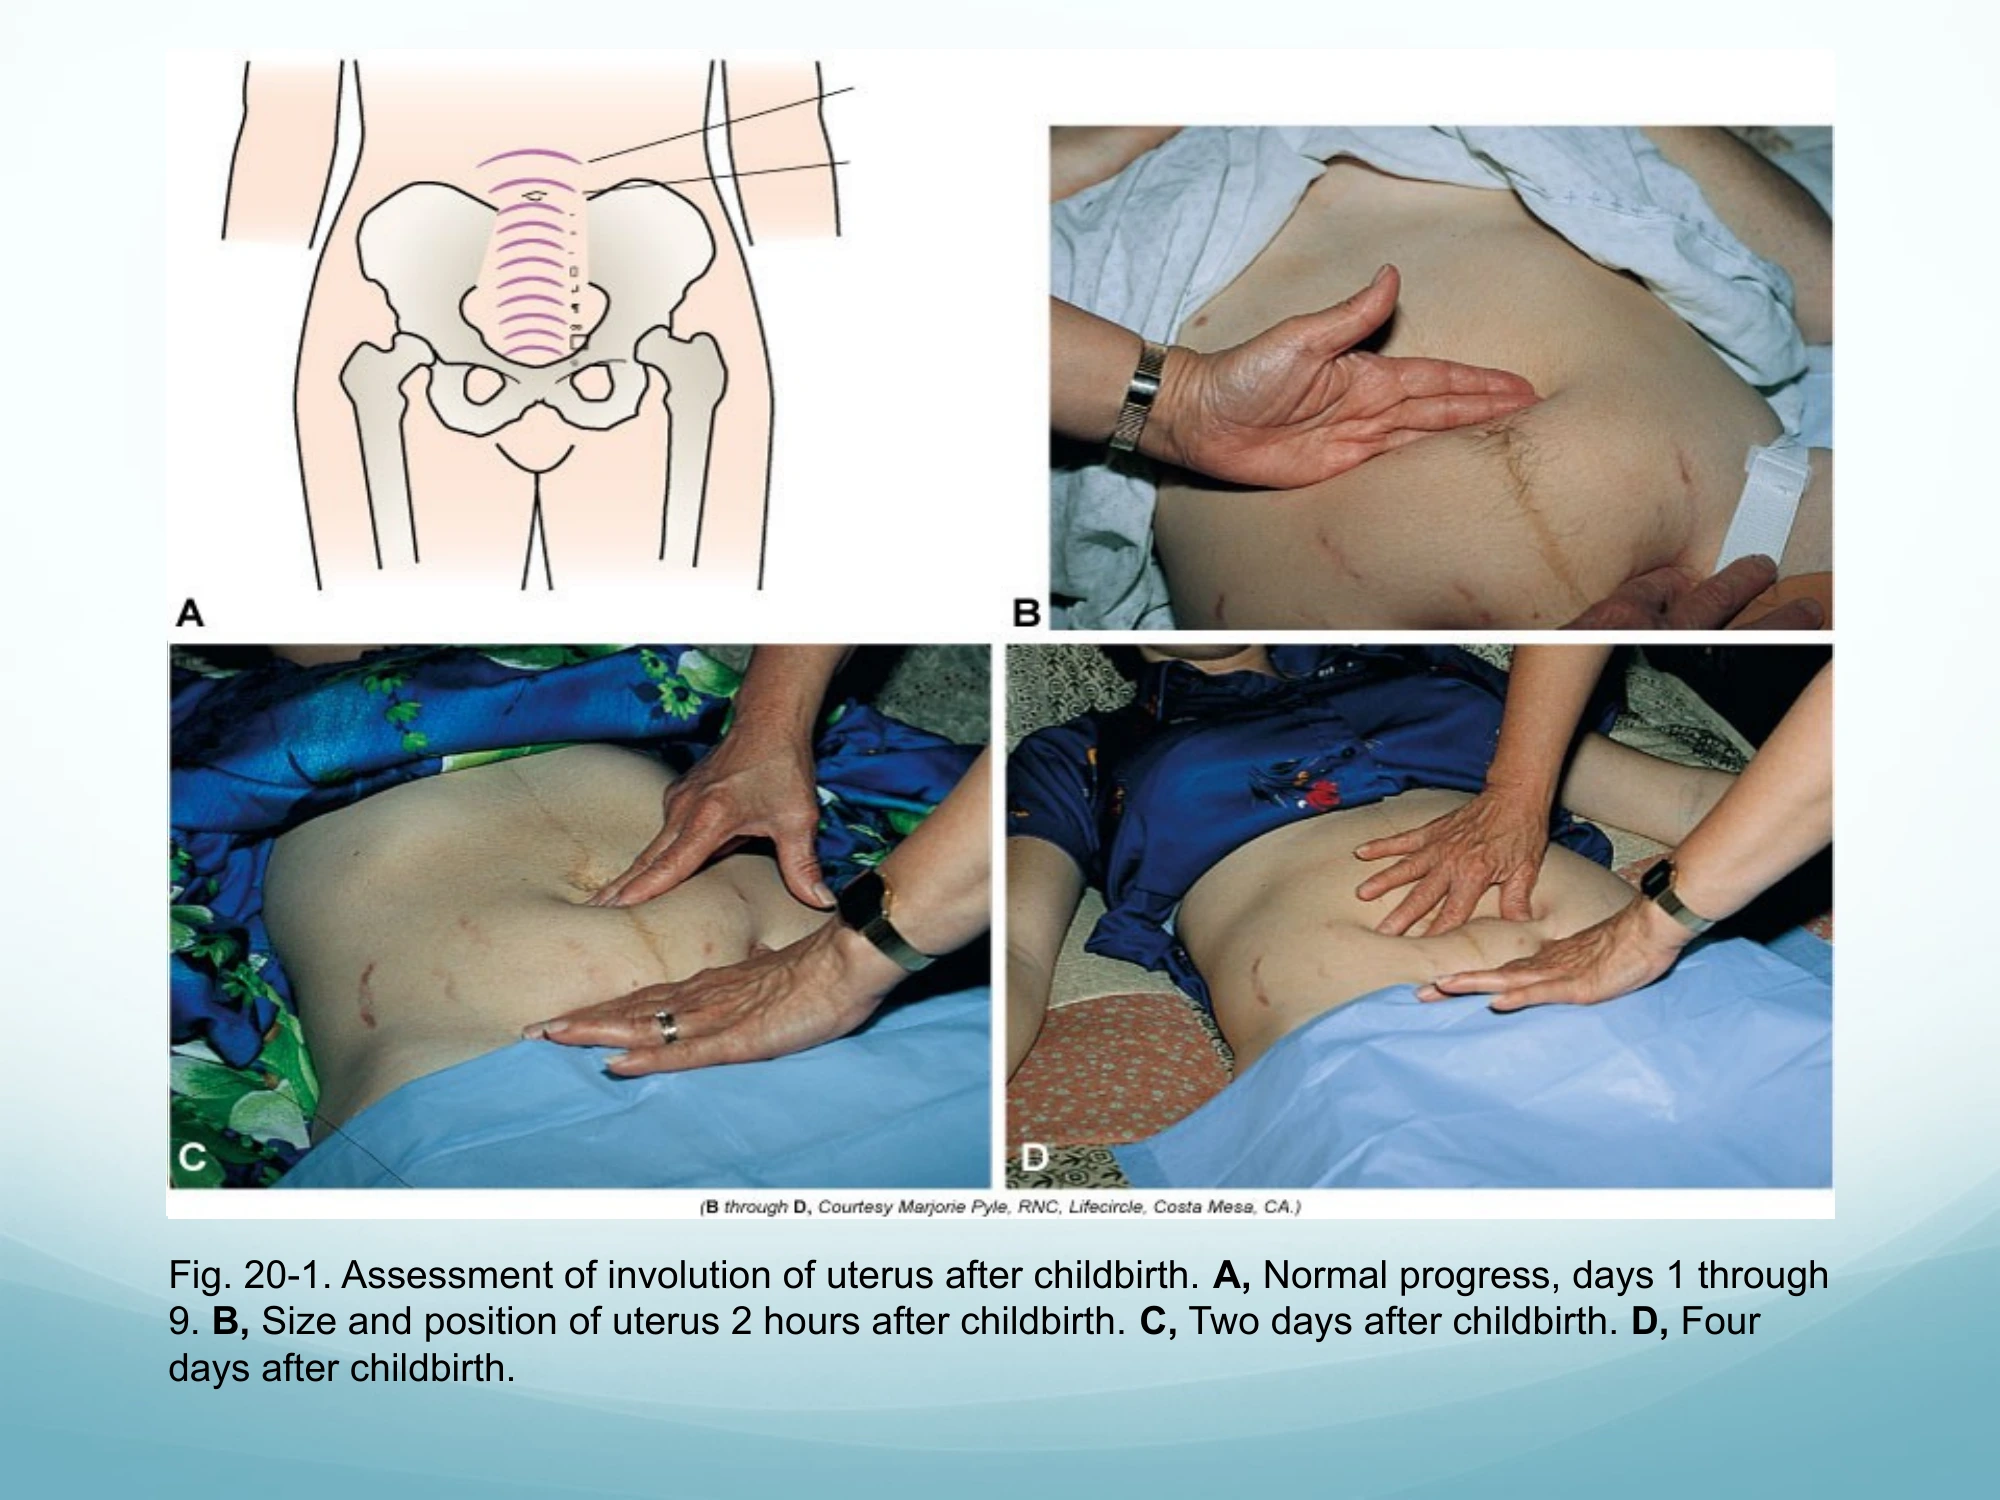 A
B
C
D
(B through D, Courtesy Marjorie Pyle, RNC, Lifecircle, Costa Mesa, CA.)
Fig. 20-1. Assessment of involution of uterus after childbirth. A, Normal progress, days 1 through
9. B, Size and position of uterus 2 hours after childbirth. C, Two days after childbirth. D, Four
days after childbirth.